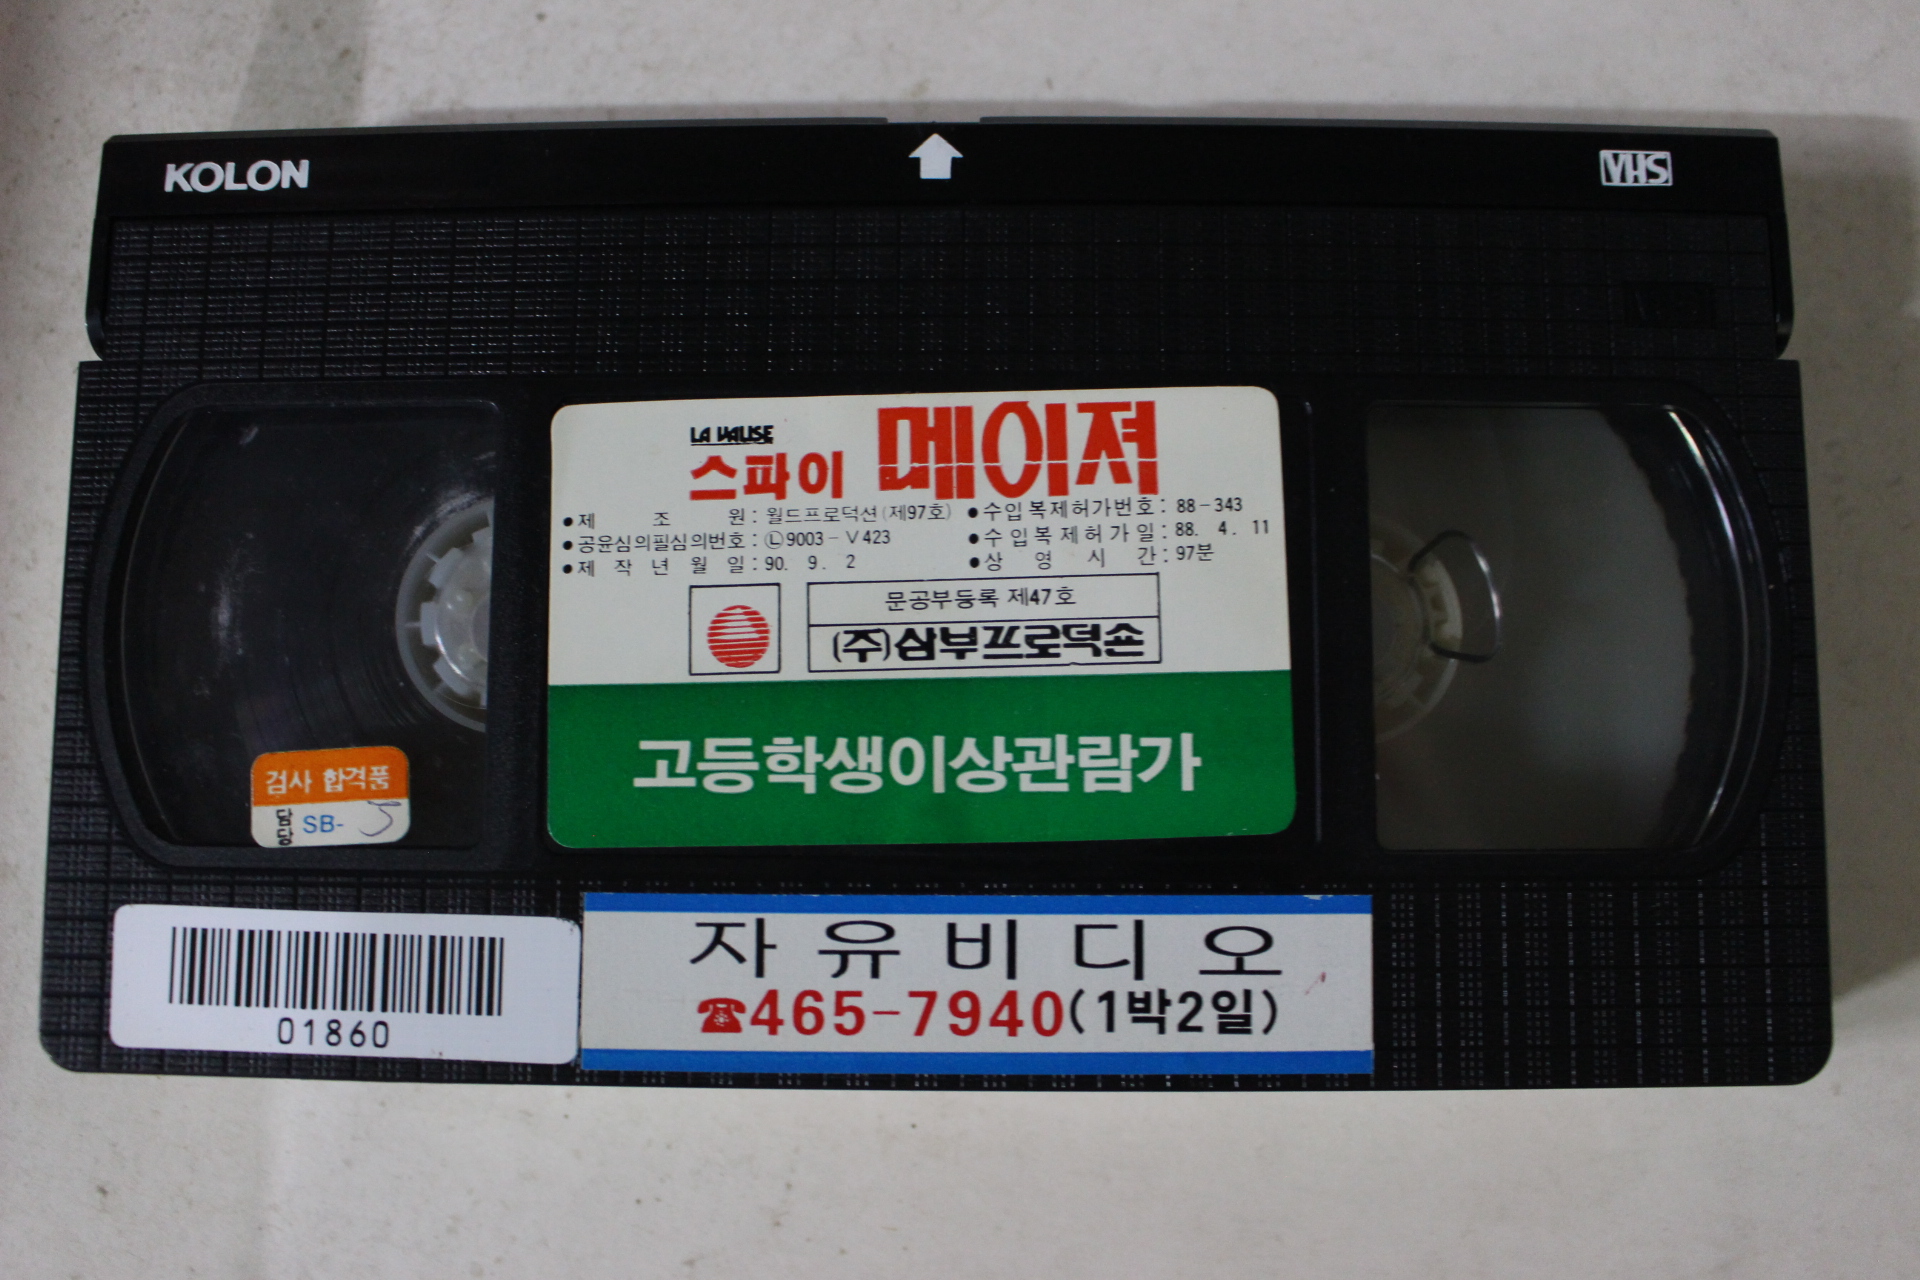 KOLON
VHS
LA VALISE
스파이 메이져
●제 조 원 : 월드프로덕션(제97호) ●수입복제허가번호 : 88-343
●공윤심의필심의번호 : Ⓛ9003-V423 ●수입복제허가일 : 88. 4. 11
●제 작 년 월 일 : 90. 9. 2 ●상 영 시 간 : 97분
문공부등록 제47호
(주)삼부프로덕숀
고등학생이상관람가
검사 합격품
담당 SB-5
01860
자유비디오
☎465-7940(1박2일)